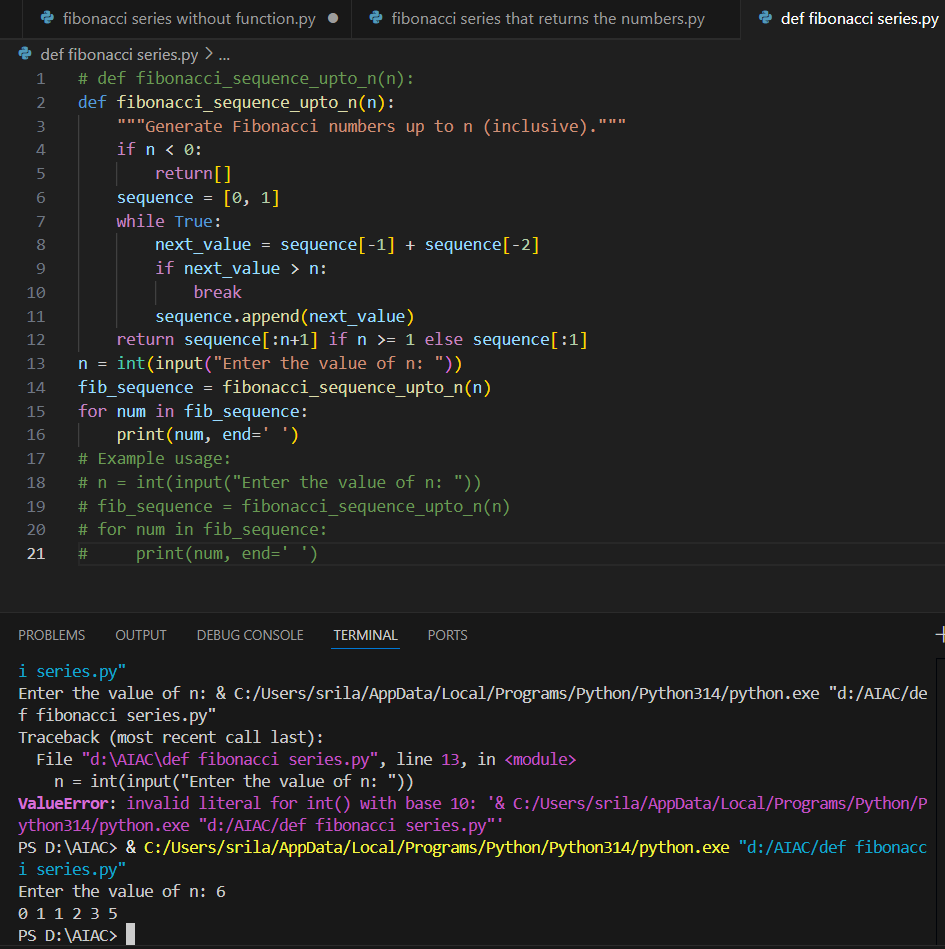 fibonacci series without function.py ● fibonacci series that returns the numbers.py def fibonacci series.py
def fibonacci series.py > ...
1 # def fibonacci_sequence_upto_n(n):
2 def fibonacci_sequence_upto_n(n):
3     """Generate Fibonacci numbers up to n (inclusive)."""
4     if n < 0:
5         return[]
6     sequence = [0, 1]
7     while True:
8         next_value = sequence[-1] + sequence[-2]
9         if next_value > n:
10             break
11         sequence.append(next_value)
12     return sequence[:n+1] if n >= 1 else sequence[:1]
13 n = int(input("Enter the value of n: "))
14 fib_sequence = fibonacci_sequence_upto_n(n)
15 for num in fib_sequence:
16     print(num, end=' ')
17 # Example usage:
18 # n = int(input("Enter the value of n: "))
19 # fib_sequence = fibonacci_sequence_upto_n(n)
20 # for num in fib_sequence:
21 #     print(num, end=' ')
PROBLEMS OUTPUT DEBUG CONSOLE TERMINAL PORTS +
i series.py"
Enter the value of n: & C:/Users/srila/AppData/Local/Programs/Python/Python314/python.exe "d:/AIAC/de
f fibonacci series.py"
Traceback (most recent call last):
  File "d:\AIAC\def fibonacci series.py", line 13, in <module>
    n = int(input("Enter the value of n: "))
ValueError: invalid literal for int() with base 10: '& C:/Users/srila/AppData/Local/Programs/Python/P
ython314/python.exe "d:/AIAC/def fibonacci series.py"'
PS D:\AIAC> & C:/Users/srila/AppData/Local/Programs/Python/Python314/python.exe "d:/AIAC/def fibonacc
i series.py"
Enter the value of n: 6
0 1 1 2 3 5
PS D:\AIAC>